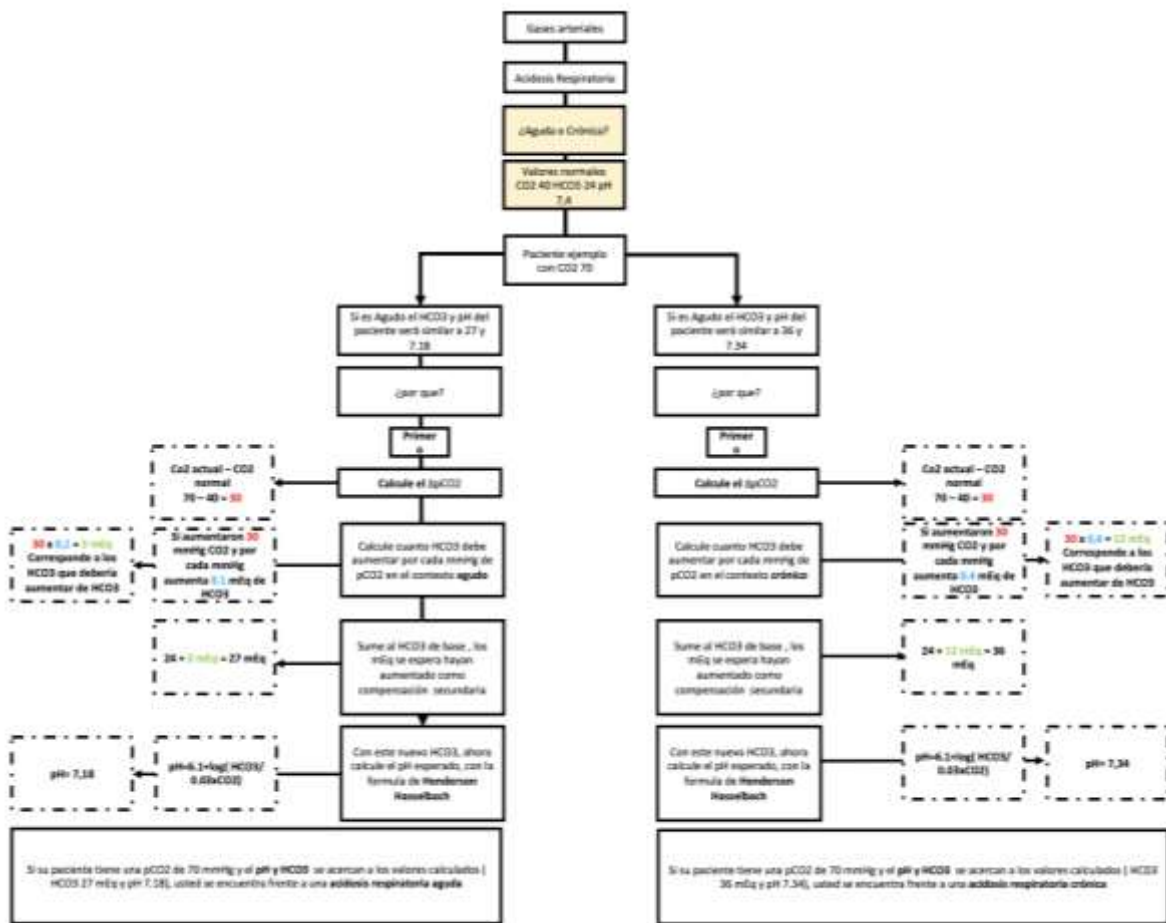 Gases arteriales
Acidosis Respiratoria
¿Aguda o Crónica?
Valores normales
CO2 40 HCO3 24 pH
7,4
Paciente ejemplo
con CO2 70
Si es Agudo el HCO3 y pH del
paciente será similar a 27 y
7.18
¿por que?
Primer
o
Calcule el ΔpCO2
Co2 actual – CO2
normal
70 – 40 = 30
Calcule cuanto HCO3 debe
aumentar por cada mmHg de
pCO2 en el contexto agudo
Si aumentaron 30
mmHg CO2 y por
cada mmHg
aumenta 0.1 mEq de
HCO3
30 x = 3 mEq
Corresponde a los
HCO3 que debería
aumentar de HCO3
Sume al HCO3 de base , los
mEq se espera hayan
aumentado como
compensación secundaria
24 + 3 mEq = 27 mEq
Con este nuevo HCO3, ahora
calcule el pH esperado, con la
formula de Henderson
Hasselbach
pH=6.1+log( HCO3/
0.03xCO2)
pH= 7,18
Si su paciente tiene una pCO2 de 70 mmHg y el pH y HCO3 se acercan a los valores calculados (
HCO3 27 mEq y pH 7.18), usted se encuentra frente a una acidosis respiratoria aguda
Si es Agudo el HCO3 y pH del
paciente será similar a 36 y
7.34
¿por que?
Primer
o
Calcule el ΔpCO2
Co2 actual – CO2
normal
70 – 40 = 30
Calcule cuanto HCO3 debe
aumentar por cada mmHg de
pCO2 en el contexto crónico
Si aumentaron 30
mmHg CO2 y por
cada mmHg
aumenta 0.4 mEq de
HCO3
30 x 0,4 = 12 mEq
Corresponde a los
HCO3 que debería
aumentar de HCO3
Sume al HCO3 de base , los
mEq se espera hayan
aumentado como
compensación secundaria
24 + 12 mEq = 36
mEq
Con este nuevo HCO3, ahora
calcule el pH esperado, con la
formula de Henderson
Hasselbach
pH=6.1+log( HCO3/
0.03xCO2)
pH= 7,34
Si su paciente tiene una pCO2 de 70 mmHg y el pH y HCO3 se acercan a los valores calculados ( HCO3
36 mEq y pH 7.34), usted se encuentra frente a una acidosis respiratoria crónica